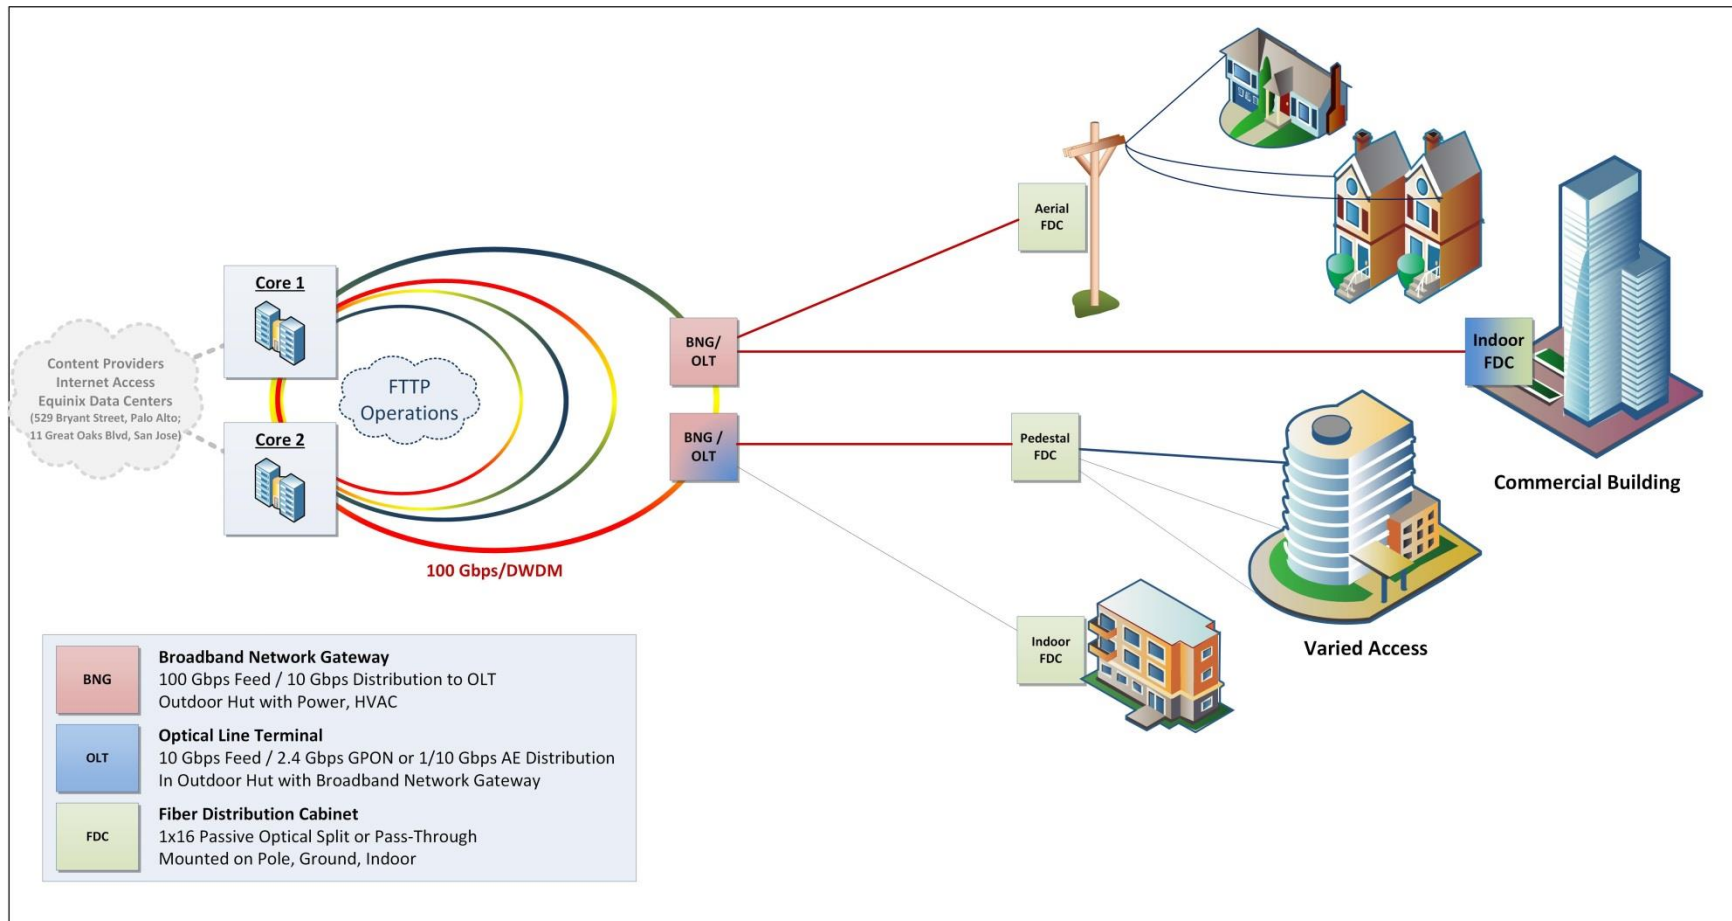 Content Providers
Internet Access
Equinix Data Centers
(529 Bryant Street, Palo Alto;
11 Great Oaks Blvd, San Jose)
Core 1
Core 2
FTTP
Operations
100 Gbps/DWDM
BNG/
OLT
BNG /
OLT
Aerial
FDC
Indoor
FDC
Pedestal
FDC
Indoor
FDC
Commercial Building
Varied Access
BNG
Broadband Network Gateway
100 Gbps Feed / 10 Gbps Distribution to OLT
Outdoor Hut with Power, HVAC
OLT
Optical Line Terminal
10 Gbps Feed / 2.4 Gbps GPON or 1/10 Gbps AE Distribution
In Outdoor Hut with Broadband Network Gateway
FDC
Fiber Distribution Cabinet
1x16 Passive Optical Split or Pass-Through
Mounted on Pole, Ground, Indoor